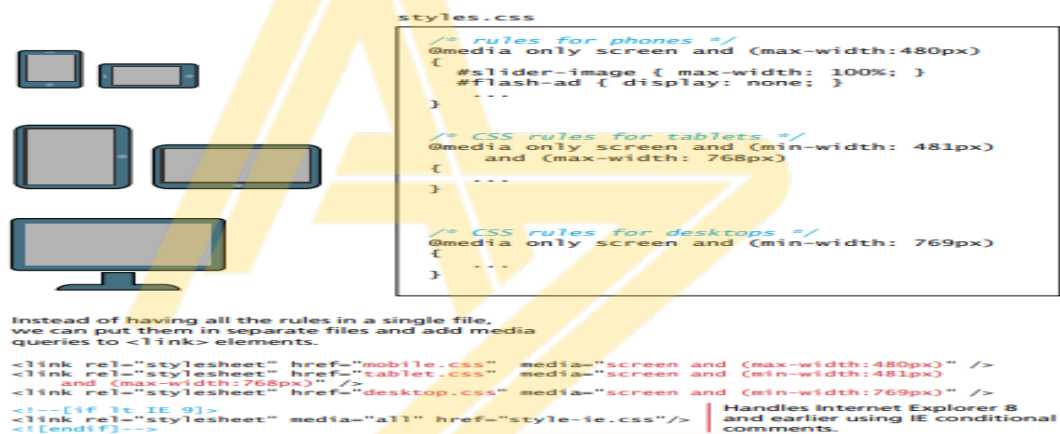 styles.css
/* rules for phones */
@media only screen and (max-width:480px)
{
#slider-image { max-width: 100%; }
#flash-ad { display: none; }
...
}
/* CSS rules for tablets */
@media only screen and (min-width: 481px)
and (max-width: 768px)
{
...
}
/* CSS rules for desktops */
@media only screen and (min-width: 769px)
{
...
}
Instead of having all the rules in a single file,
we can put them in separate files and add media
queries to <link> elements.
<link rel="stylesheet" href="mobile.css" media="screen and (max-width:480px)" />
<link rel="stylesheet" href="tablet.css" media="screen and (min-width:481px)
and (max-width:768px)" />
<link rel="stylesheet" href="desktop.css" media="screen and (min-width:769px)" />
<!--[if lt IE 9]>
<link rel="stylesheet" media="all" href="style-ie.css"/>
<![endif]-->
Handles Internet Explorer 8
and earlier using IE conditional
comments.